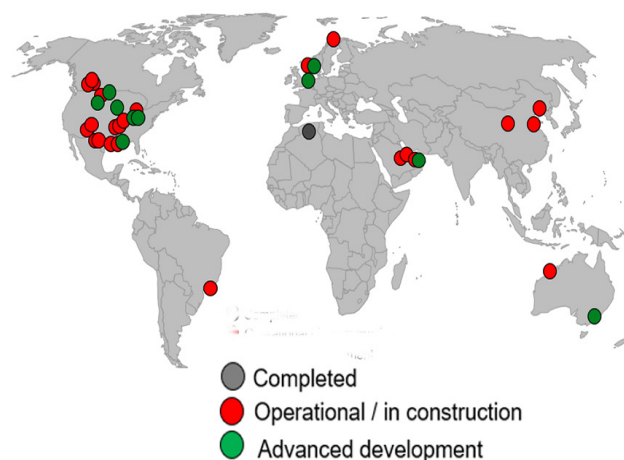 Completed
Operational / in construction
Advanced development